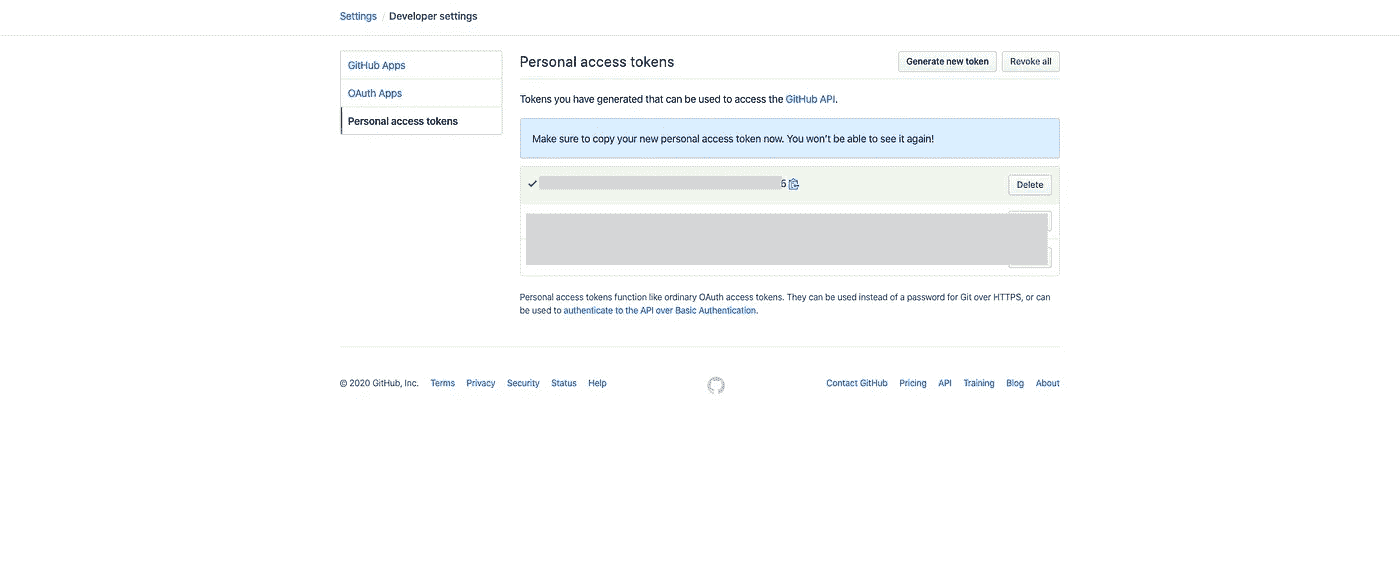 Settings / Developer settings
GitHub Apps
OAuth Apps
Personal access tokens
Personal access tokens
Generate new token
Revoke all
Tokens you have generated that can be used to access the GitHub API.
Make sure to copy your new personal access token now. You won't be able to see it again!
Delete
Personal access tokens function like ordinary OAuth access tokens. They can be used instead of a password for Git over HTTPS, or can
be used to authenticate to the API over Basic Authentication.
© 2020 GitHub, Inc. Terms Privacy Security Status Help
Contact GitHub Pricing API Training Blog About